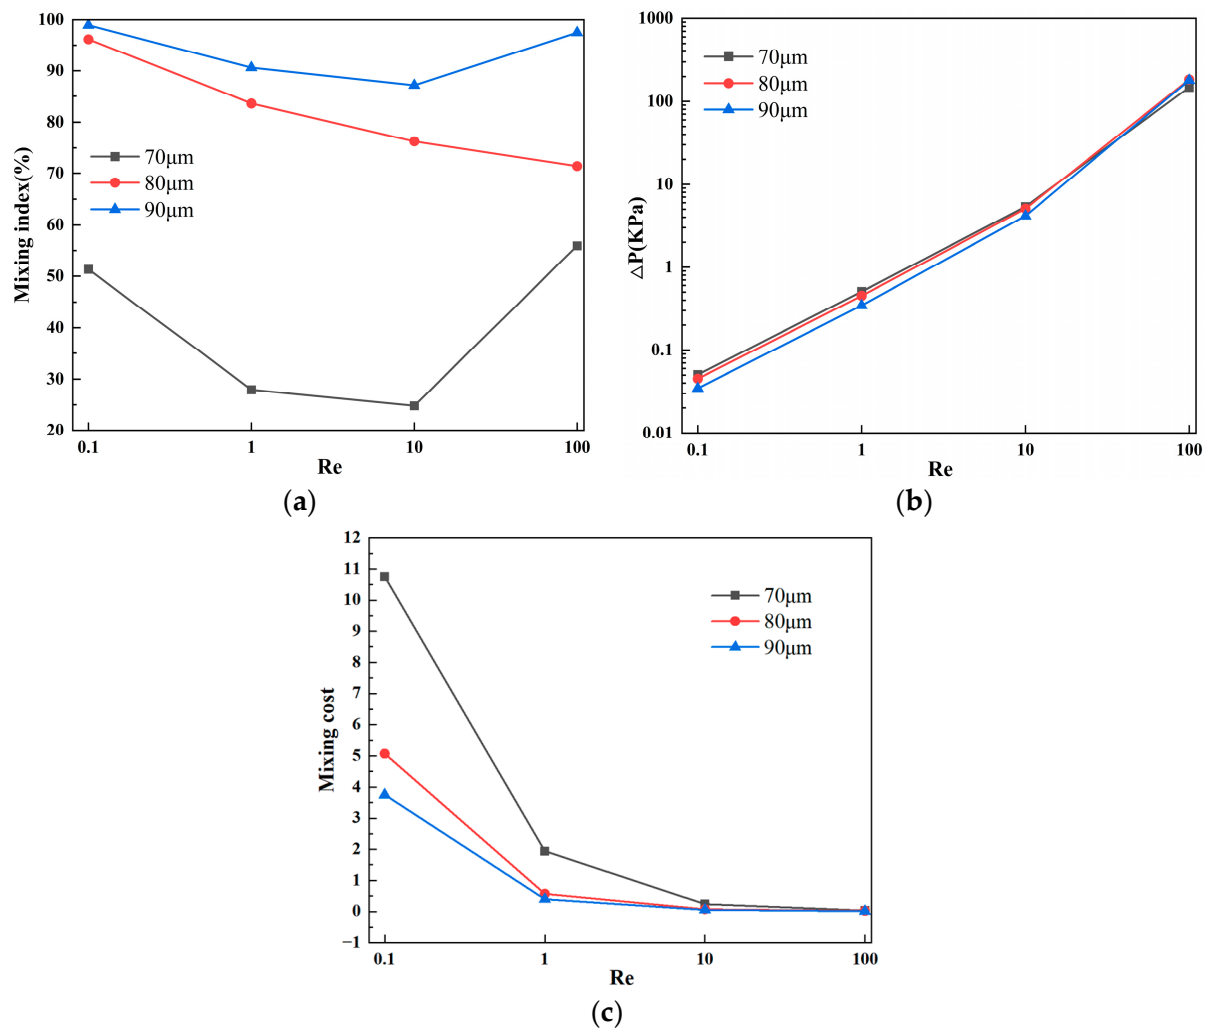 100
90
80
70
60
50
40
30
20
Mixing index(%)
70μm
80μm
90μm
0.1 1 10 100
Re
(a)
1000
100
10
1
0.1
0.01
△P(KPa)
70μm
80μm
90μm
0.1 1 10 100
Re
(b)
12
11
10
9
8
7
6
5
4
3
2
1
0
−1
Mixing cost
70μm
80μm
90μm
0.1 1 10 100
Re
(c)